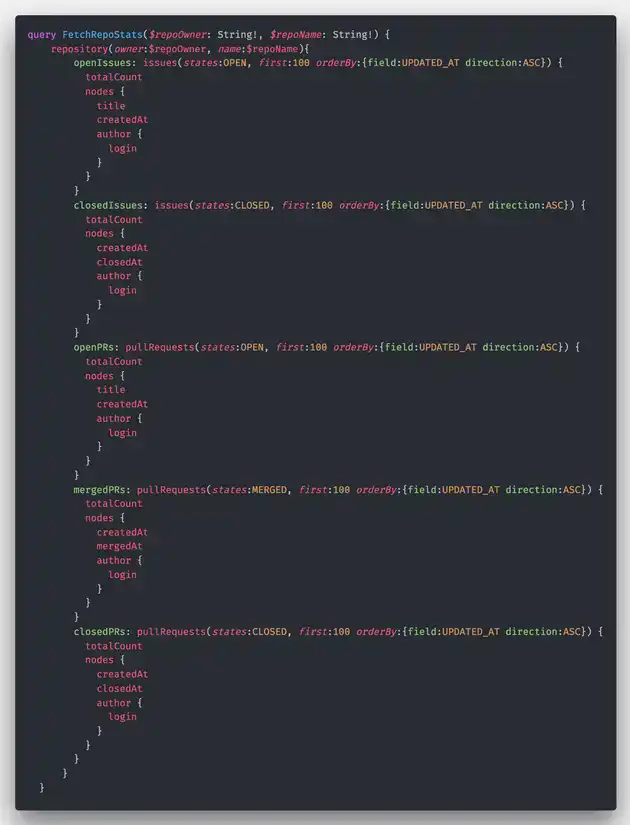 query FetchRepoStats($repoOwner: String!, $repoName: String!) {
repository(owner:$repoOwner, name:$repoName){
openIssues: issues(states:OPEN, first:100 orderBy:{field:UPDATED_AT direction:ASC}) {
totalCount
nodes {
title
createdAt
author {
login
}
}
}
closedIssues: issues(states:CLOSED, first:100 orderBy:{field:UPDATED_AT direction:ASC}) {
totalCount
nodes {
createdAt
closedAt
author {
login
}
}
}
openPRs: pullRequests(states:OPEN, first:100 orderBy:{field:UPDATED_AT direction:ASC}) {
totalCount
nodes {
title
createdAt
author {
login
}
}
}
mergedPRs: pullRequests(states:MERGED, first:100 orderBy:{field:UPDATED_AT direction:ASC}) {
totalCount
nodes {
createdAt
mergedAt
author {
login
}
}
}
closedPRs: pullRequests(states:CLOSED, first:100 orderBy:{field:UPDATED_AT direction:ASC}) {
totalCount
nodes {
createdAt
closedAt
author {
login
}
}
}
}
}